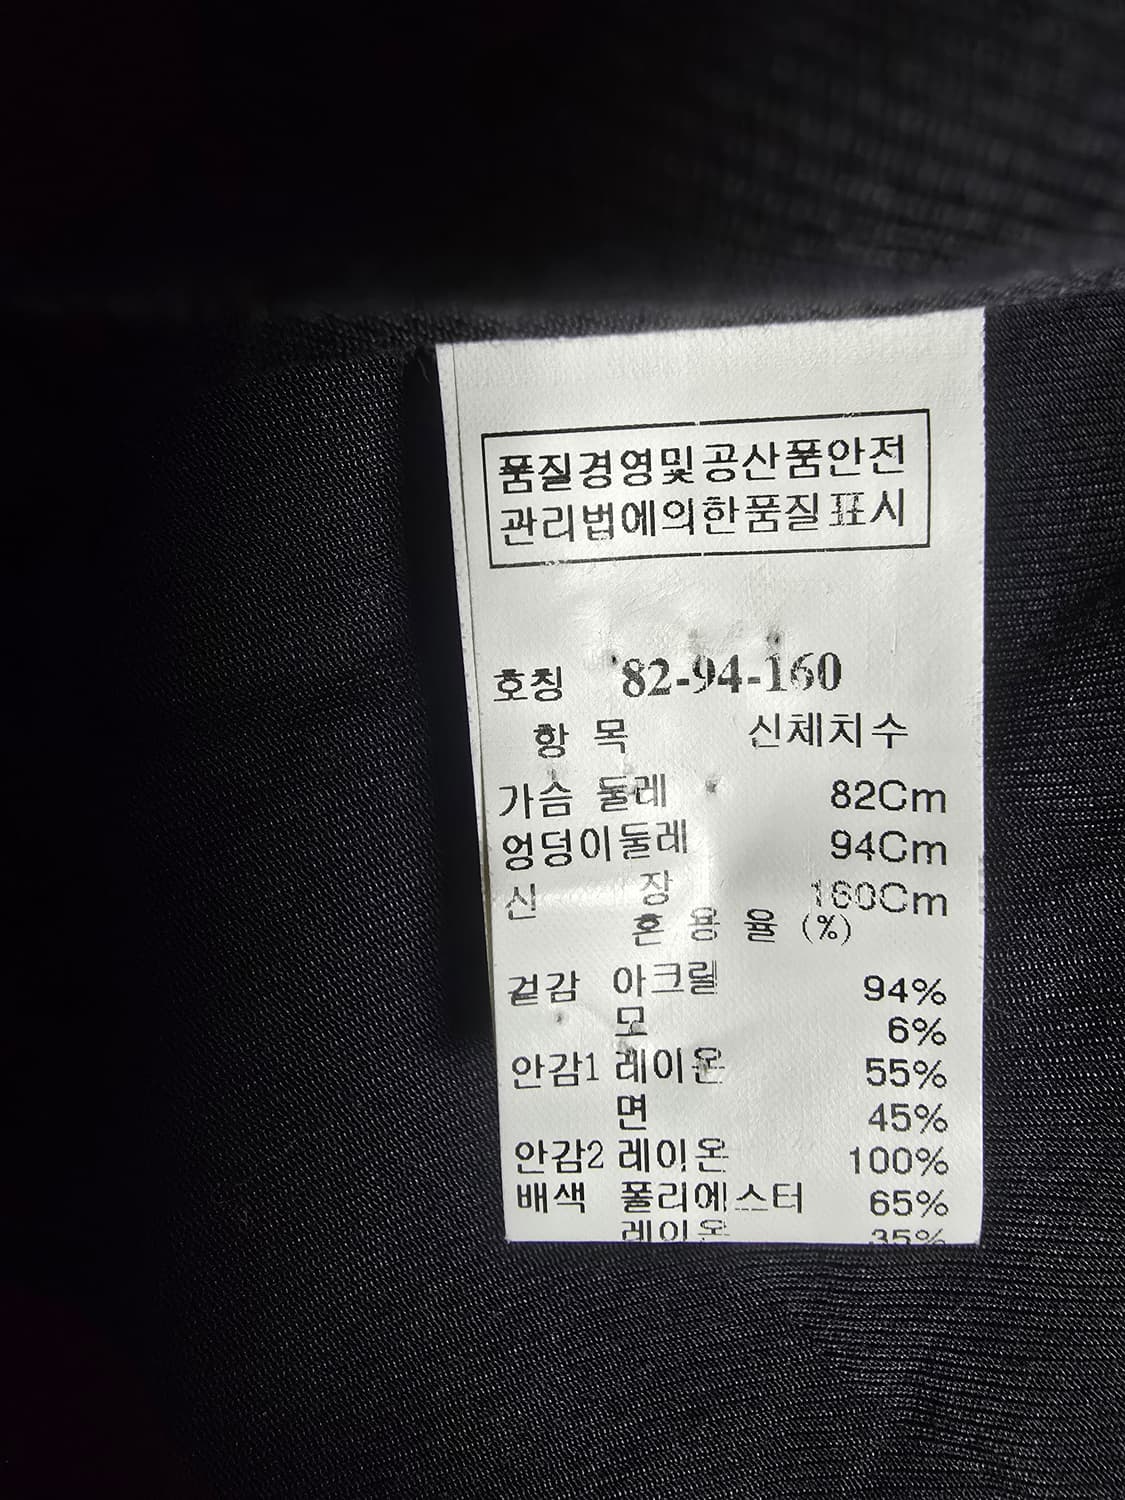 품질경영및공산품안전
관리법에의한품질표시
호칭 82-94-160
항 목 신체치수
가슴 둘레 82Cm
엉덩이둘레 94Cm
신 장 160Cm
혼 용 율 (%)
겉감 아크릴 94%
모 6%
안감1 레이온 55%
면 45%
안감2 레이온 100%
배색 폴리에스터 65%
레이온 35%